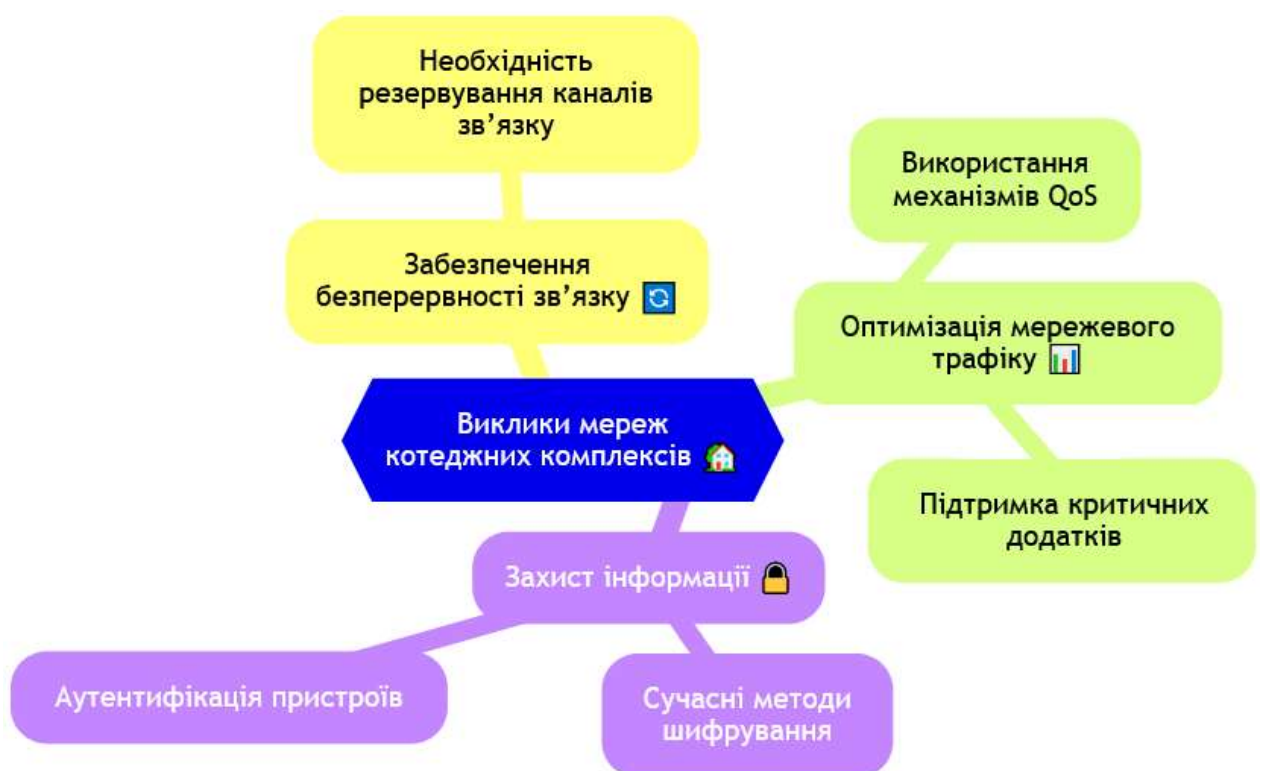 Необхідність
резервування каналів
зв’язку
Забезпечення
безперервності зв’язку
Використання
механізмів QoS
Оптимізація мережевого
трафіку
Виклики мереж
котеджних комплексів
Підтримка критичних
додатків
Захист інформації
Аутентифікація пристроїв
Сучасні методи
шифрування